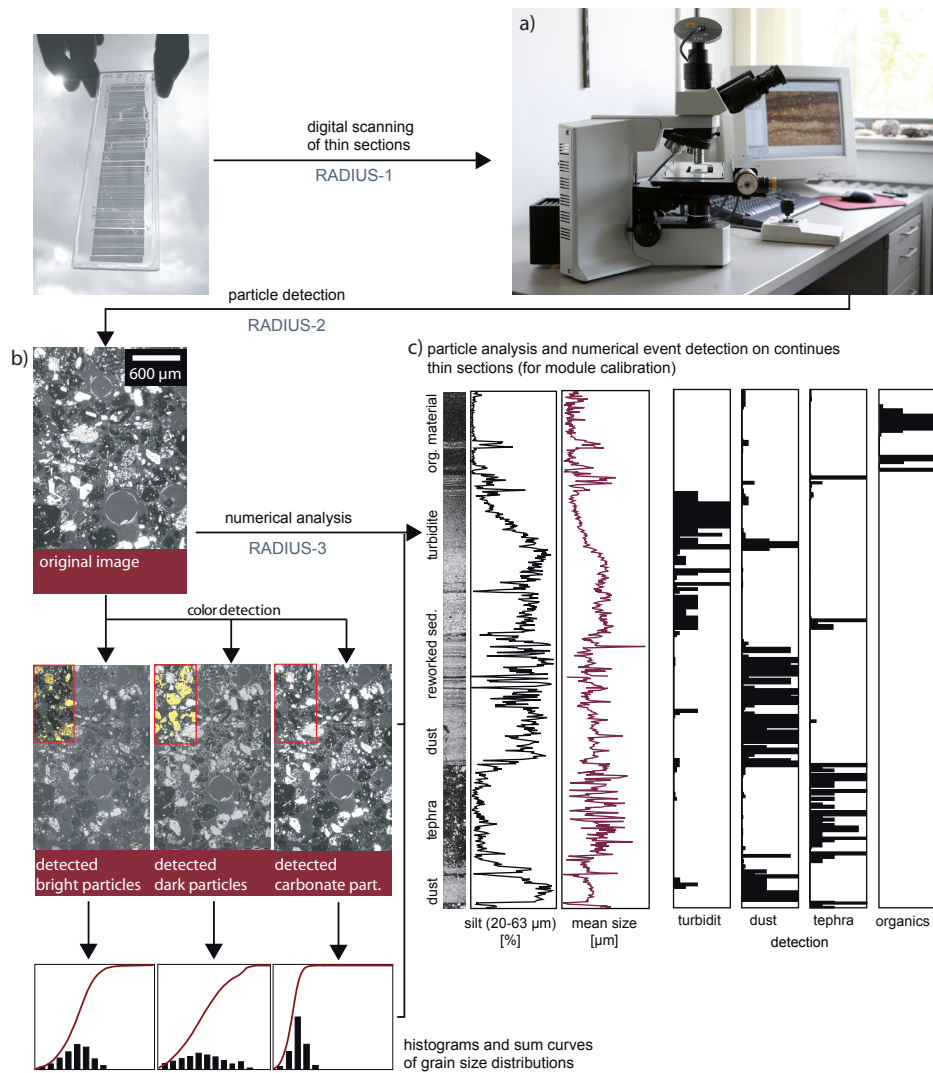 a)
digital scanning
of thin sections
RADIUS-1
particle detection
RADIUS-2
b)
600 µm
original image
numerical analysis
RADIUS-3
color detection
detected
bright particles
detected
dark particles
detected
carbonate part.
histograms and sum curves
of grain size distributions
c) particle analysis and numerical event detection on continues
thin sections (for module calibration)
org. material
turbidite
reworked sed.
dust
tephra
dust
silt (20-63 µm)
[%]
mean size
[µm]
turbidit
dust
tephra
organics
detection